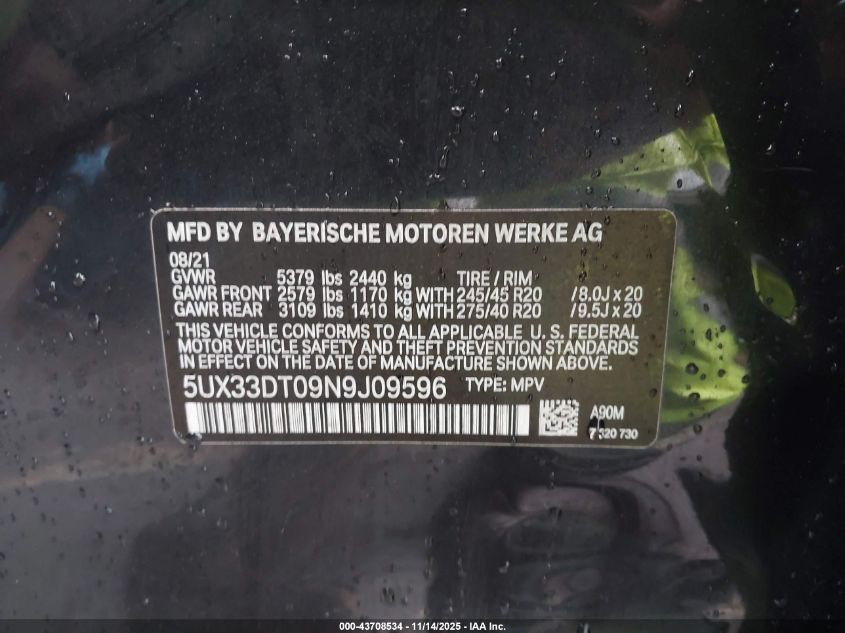 MFD BY BAYERISCHE MOTOREN WERKE AG
08/21
GVWR 5379 lbs 2440 kg TIRE / RIM
GAWR FRONT 2579 lbs 1170 kg WITH 245/45 R20 /8.0J x 20
GAWR REAR 3109 lbs 1410 kg WITH 275/40 R20 /9.5J x 20
THIS VEHICLE CONFORMS TO ALL APPLICABLE U. S. FEDERAL
MOTOR VEHICLE SAFETY AND THEFT PREVENTION STANDARDS
IN EFFECT ON THE DATE OF MANUFACTURE SHOWN ABOVE.
5UX33DT09N9J09596 TYPE: MPV
A90M
730
000-43708534 - 11/14/2025 - IAA Inc.